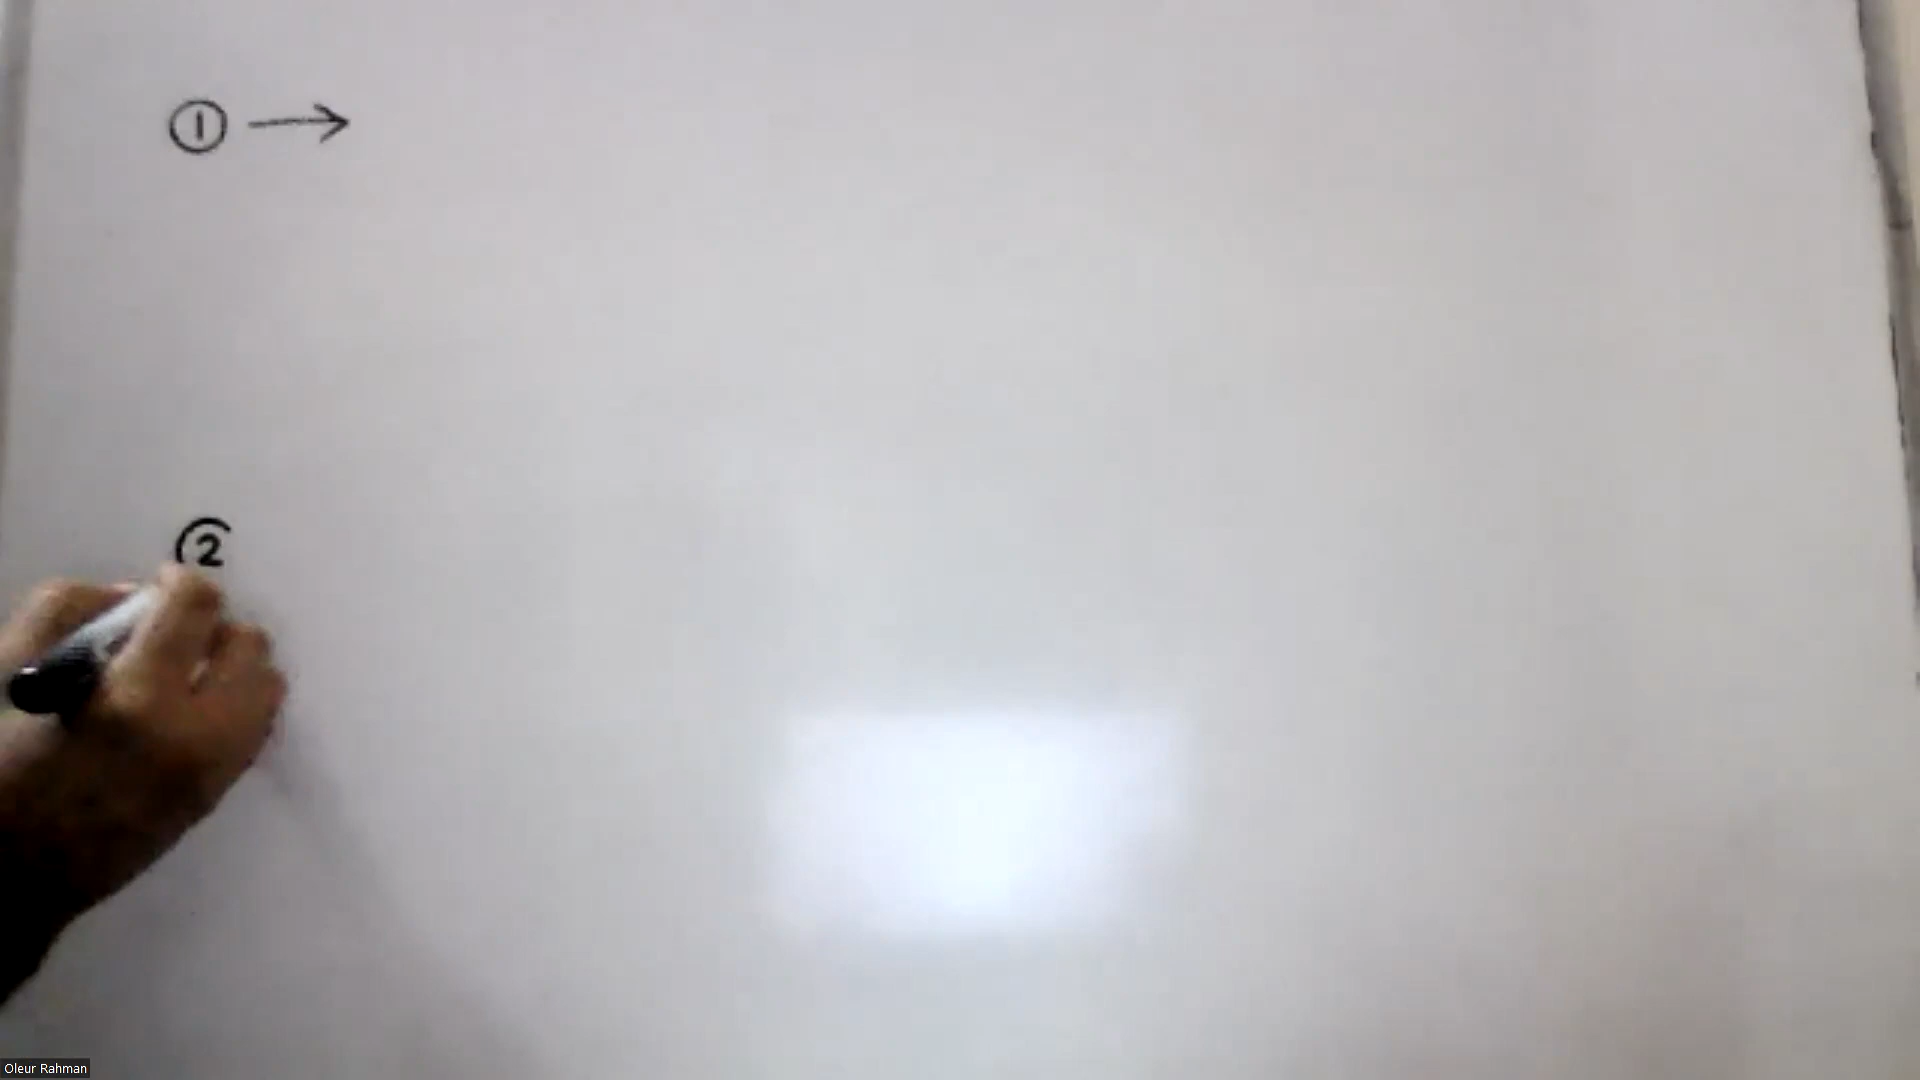 ① →
②
Oleur Rahman